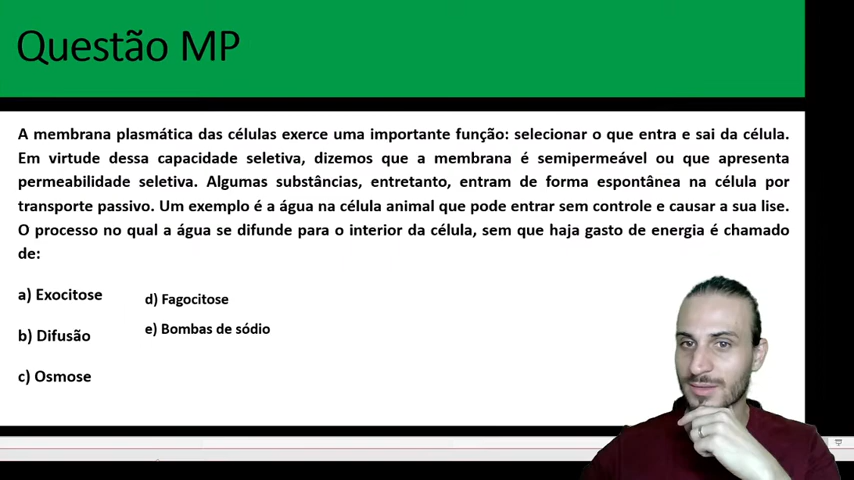 Questão MP
A membrana plasmática das células exerce uma importante função: selecionar o que entra e sai da célula.
Em virtude dessa capacidade seletiva, dizemos que a membrana é semipermeável ou que apresenta
permeabilidade seletiva. Algumas substâncias, entretanto, entram de forma espontânea na célula por
transporte passivo. Um exemplo é a água na célula animal que pode entrar sem controle e causar a sua lise.
O processo no qual a água se difunde para o interior da célula, sem que haja gasto de energia é chamado
de:
a) Exocitose
b) Difusão
c) Osmose
d) Fagocitose
e) Bombas de sódio